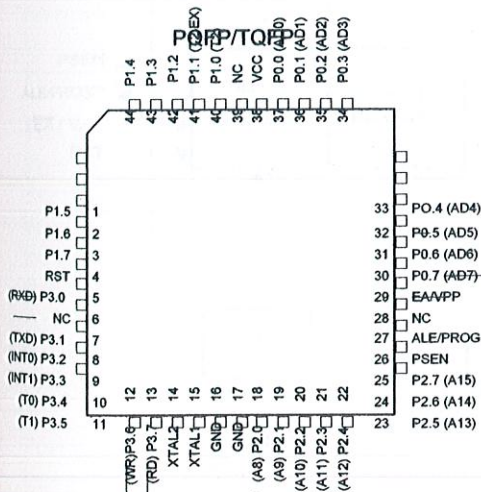 PQFP/TQFP
P1.4
P1.3
P1.2
P1.1 (T2 EX)
P1.0 (T2)
NC
VCC
P0.0 (AD0)
P0.1 (AD1)
P0.2 (AD2)
P0.3 (AD3)
44 43 42 41 40 39 38 37 36 35 34
P1.5 1
P1.6 2
P1.7 3
RST 4
(RXD) P3.0 5
NC 6
(TXD) P3.1 7
(INT0) P3.2 8
(INT1) P3.3 9
(T0) P3.4 10
(T1) P3.5 11
33 PO.4 (AD4)
32 P0.5 (AD5)
31 P0.6 (AD6)
30 P0.7 (AD7)
29 EA/VPP
28 NC
27 ALE/PROG
26 PSEN
25 P2.7 (A15)
24 P2.6 (A14)
23 P2.5 (A13)
12 13 14 15 16 17 18 19 20 21 22
(WR) P3.6
(RD) P3.7
XTAL2
XTAL1
GND
GND
(A8) P2.0
(A9) P2.1
(A10) P2.2
(A11) P2.3
(A12) P2.4